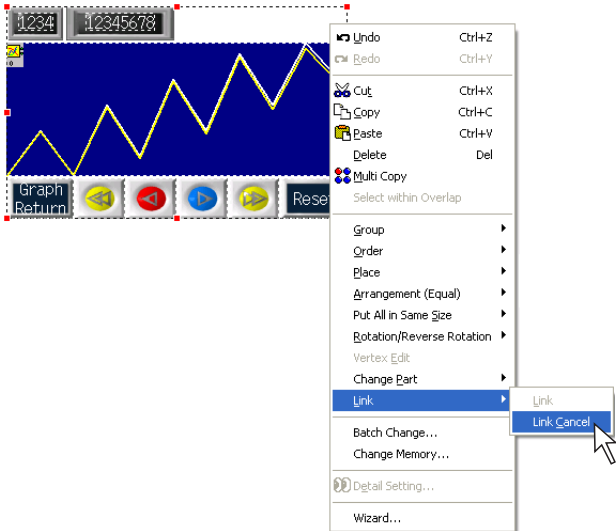 1234 12345678
Graph
Return
Reset
Undo Ctrl+Z
Redo Ctrl+Y
Cut Ctrl+X
Copy Ctrl+C
Paste Ctrl+V
Delete Del
Multi Copy
Select within Overlap
Group
Order
Place
Arrangement (Equal)
Put All in Same Size
Rotation/Reverse Rotation
Vertex Edit
Change Part
Link
Link
Link Cancel
Batch Change...
Change Memory...
Detail Setting...
Wizard...